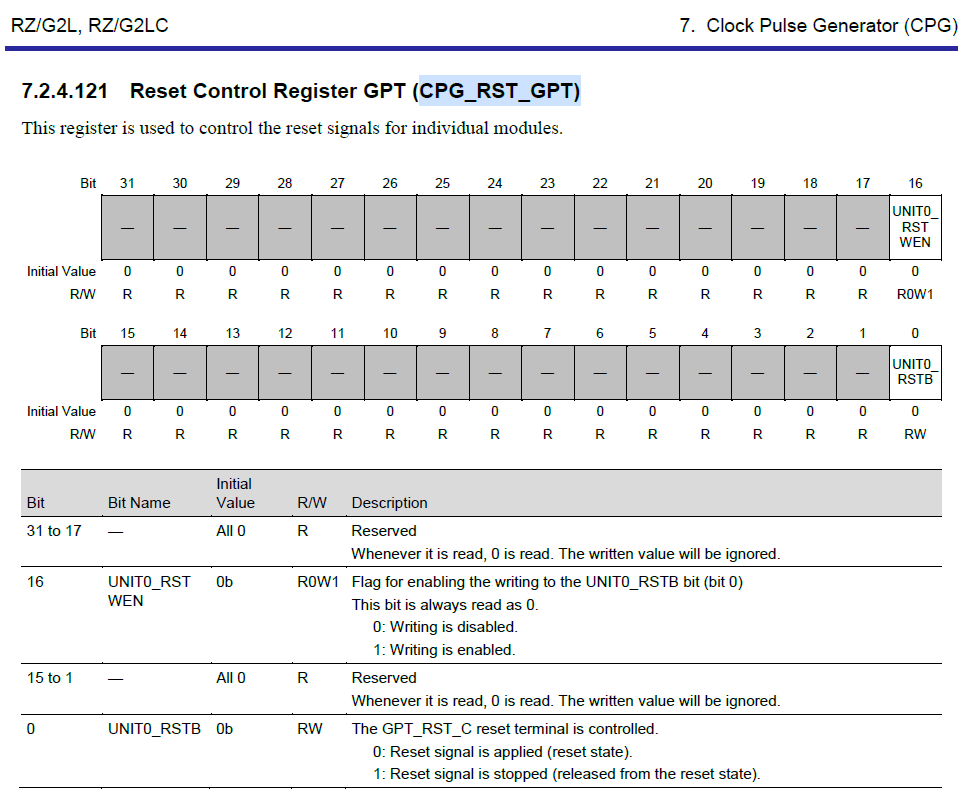 RZ/G2L, RZ/G2LC 7. Clock Pulse Generator (CPG)
7.2.4.121 Reset Control Register GPT (CPG_RST_GPT)
This register is used to control the reset signals for individual modules.
Bit 31 30 29 28 27 26 25 24 23 22 21 20 19 18 17 16
— — — — — — — — — — — — — — — UNIT0_
RST
WEN
Initial Value 0 0 0 0 0 0 0 0 0 0 0 0 0 0 0 0
R/W R R R R R R R R R R R R R R R R0W1
Bit 15 14 13 12 11 10 9 8 7 6 5 4 3 2 1 0
— — — — — — — — — — — — — — — UNIT0_
RSTB
Initial Value 0 0 0 0 0 0 0 0 0 0 0 0 0 0 0 0
R/W R R R R R R R R R R R R R R R RW
Initial
Bit Bit Name Value R/W Description
31 to 17 — All 0 R Reserved
Whenever it is read, 0 is read. The written value will be ignored.
16 UNIT0_RST 0b R0W1 Flag for enabling the writing to the UNIT0_RSTB bit (bit 0)
WEN This bit is always read as 0.
0: Writing is disabled.
1: Writing is enabled.
15 to 1 — All 0 R Reserved
Whenever it is read, 0 is read. The written value will be ignored.
0 UNIT0_RSTB 0b RW The GPT_RST_C reset terminal is controlled.
0: Reset signal is applied (reset state).
1: Reset signal is stopped (released from the reset state).